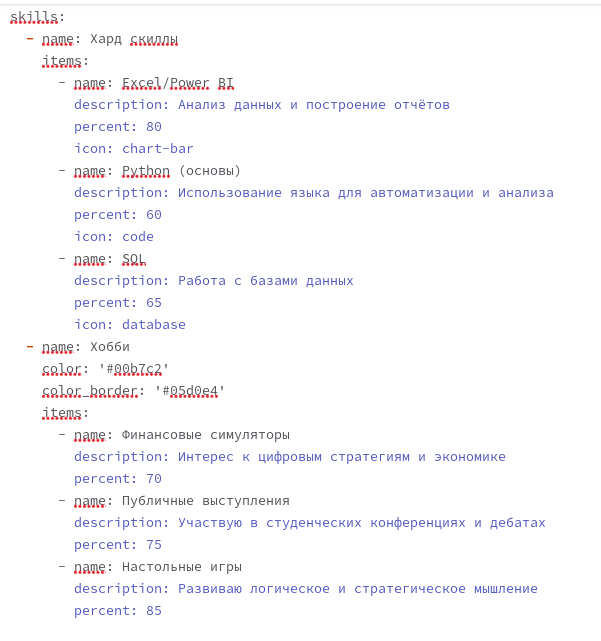 skills:
- name: Хард скиллы
items:
- name: Excel/Power BI
description: Анализ данных и построение отчётов
percent: 80
icon: chart-bar
- name: Python (основы)
description: Использование языка для автоматизации и анализа
percent: 60
icon: code
- name: SQL
description: Работа с базами данных
percent: 65
icon: database
- name: Хобби
color: '#00b7c2'
color_border: '#05d0e4'
items:
- name: Финансовые симуляторы
description: Интерес к цифровым стратегиям и экономике
percent: 70
- name: Публичные выступления
description: Участвую в студенческих конференциях и дебатах
percent: 75
- name: Настольные игры
description: Развиваю логическое и стратегическое мышление
percent: 85